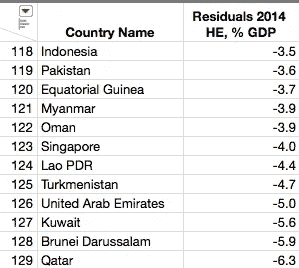 Country Name Residuals 2014
HE, % GDP
118 Indonesia -3.5
119 Pakistan -3.6
120 Equatorial Guinea -3.7
121 Myanmar -3.9
122 Oman -3.9
123 Singapore -4.0
124 Lao PDR -4.4
125 Turkmenistan -4.7
126 United Arab Emirates -5.0
127 Kuwait -5.6
128 Brunei Darussalam -5.9
129 Qatar -6.3